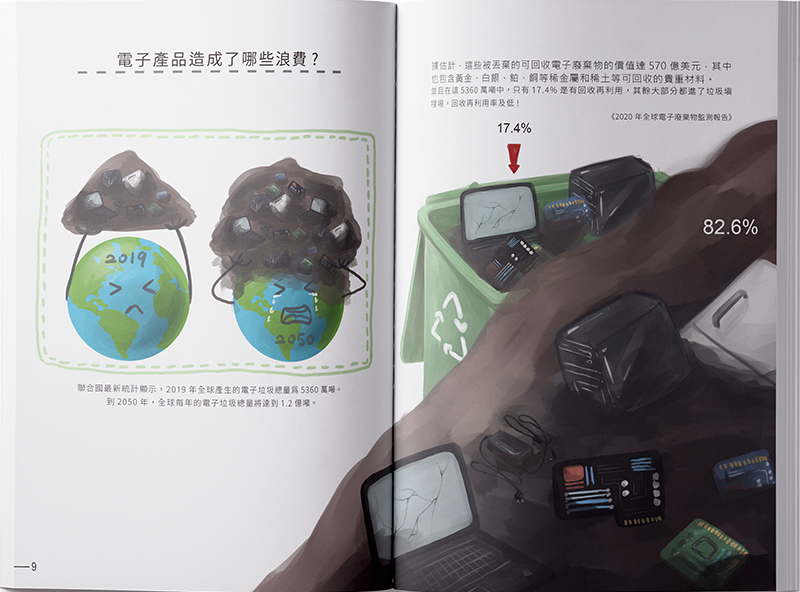 電子產品造成了哪些浪費?
2019
2050
聯合國最新統計顯示,2019 年全球產生的電子垃圾總量為 5360 萬噸。
到 2050 年,全球每年的電子垃圾總量將達到 1.2 億噸。
9
據估計,這些被丟棄的可回收電子廢棄物的價值達 570 億美元,其中
也包含黃金、白銀、鉑、銅等稀金屬和稀土等可回收的貴重材料。
並且在這 5360 萬噸中,只有 17.4% 是有回收再利用,其餘大部分都進了垃圾場
埋場,回收再利用率及低!
《2020 年全球電子廢棄物監測報告》
17.4%
82.6%